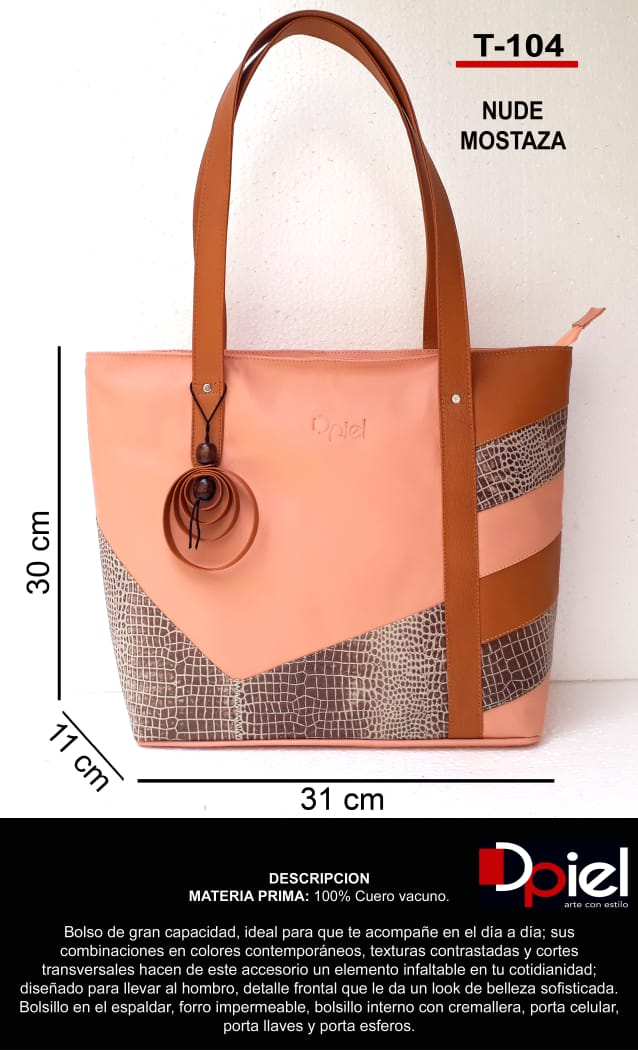 T-104
NUDE
MOSTAZA
Dpiel
30 cm
11 cm
31 cm
Dpiel
arte con estilo
DESCRIPCION
MATERIA PRIMA: 100% Cuero vacuno.
Bolso de gran capacidad, ideal para que te acompañe en el día a día; sus
combinaciones en colores contemporáneos, texturas contrastadas y cortes
transversales hacen de este accesorio un elemento infaltable en tu cotidianidad;
diseñado para llevar al hombro, detalle frontal que le da un look de belleza sofisticada.
Bolsillo en el espaldar, forro impermeable, bolsillo interno con cremallera, porta celular,
porta llaves y porta esferos.